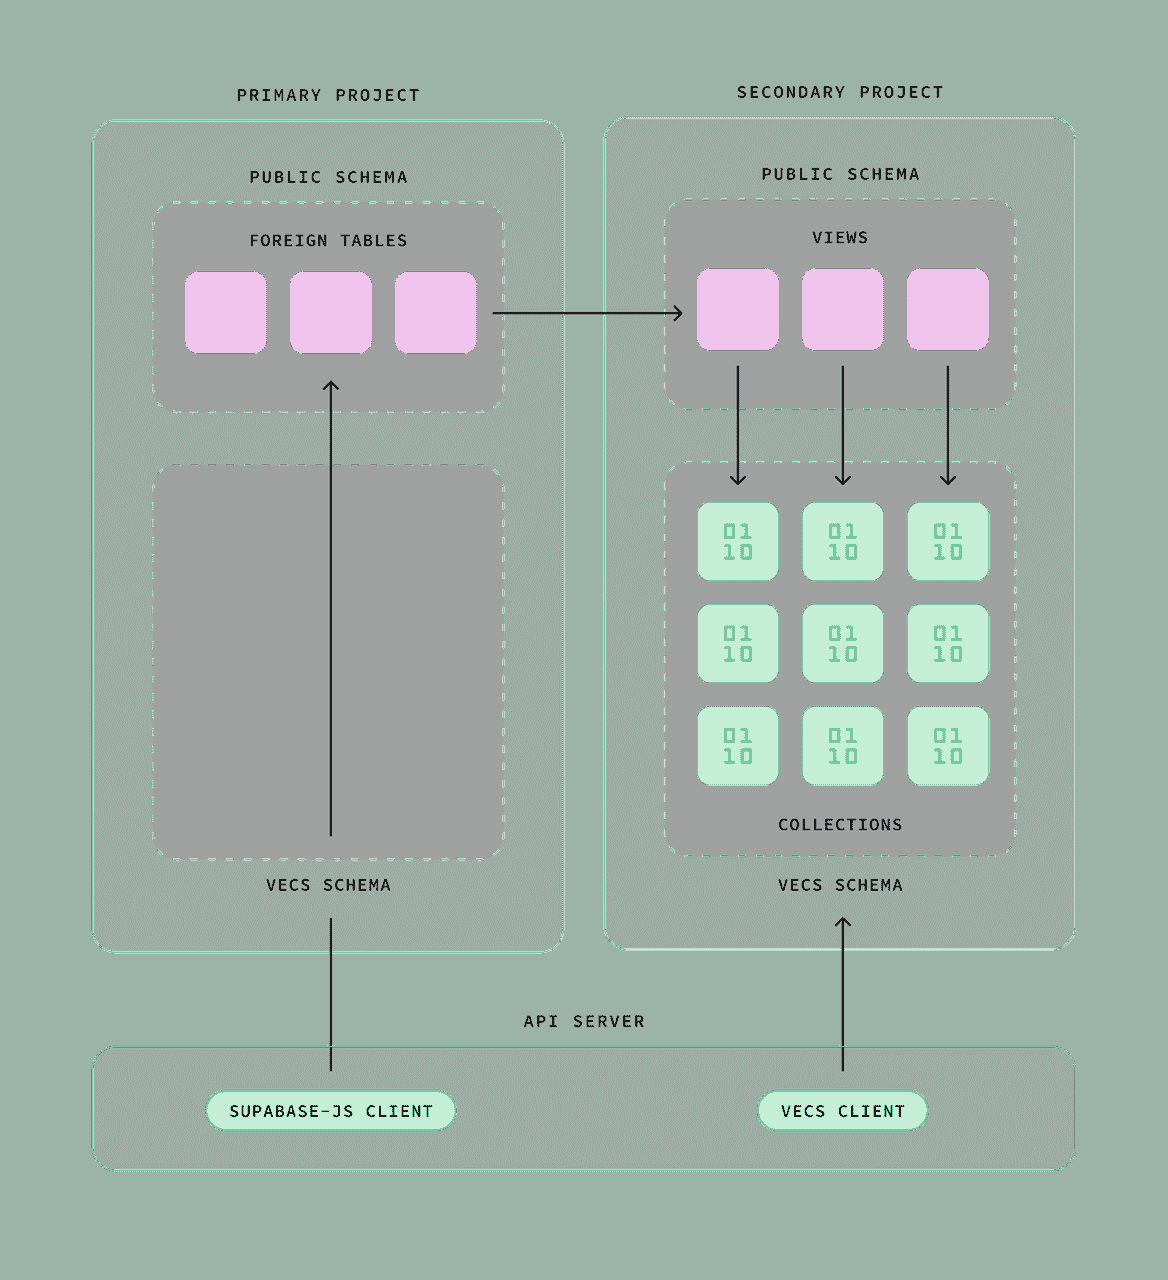 PRIMARY PROJECT
PUBLIC SCHEMA
FOREIGN TABLES
VECS SCHEMA
SECONDARY PROJECT
PUBLIC SCHEMA
VIEWS
01
10
01
10
01
10
01
10
01
10
01
10
01
10
01
10
01
10
COLLECTIONS
VECS SCHEMA
API SERVER
SUPABASE-JS CLIENT
VECS CLIENT